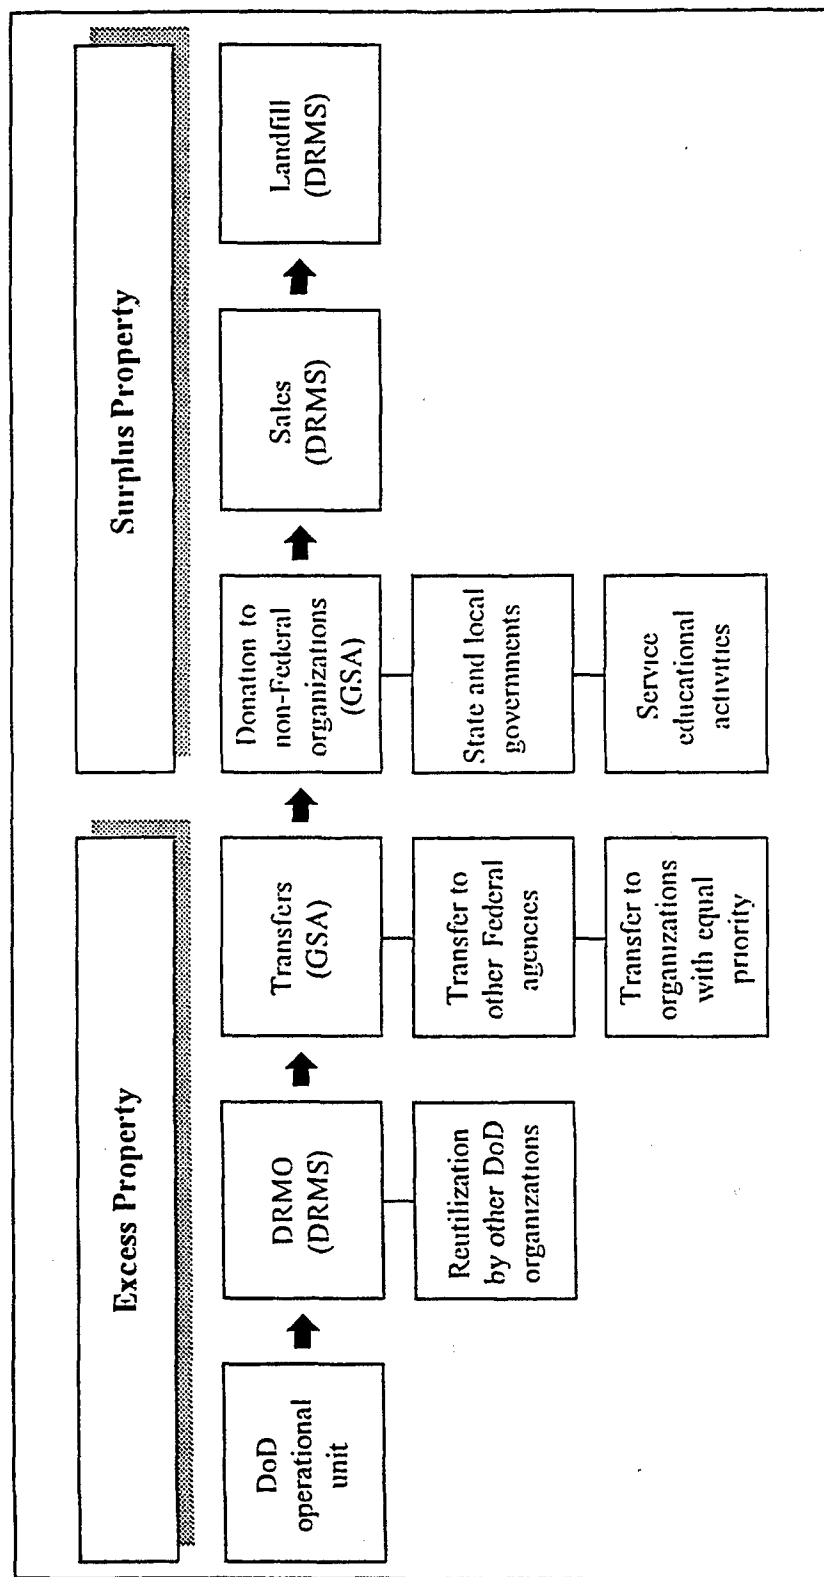 Excess Property
Surplus Property
DoD
operational
unit
DRMO
(DRMS)
Transfers
(GSA)
Donation to
non-Federal
organizations
(GSA)
Sales
(DRMS)
Landfill
(DRMS)
Reutilization
by other DoD
organizations
Transfer to
other Federal
agencies
State and local
governments
Transfer to
organizations
with equal
priority
Service
educational
activities